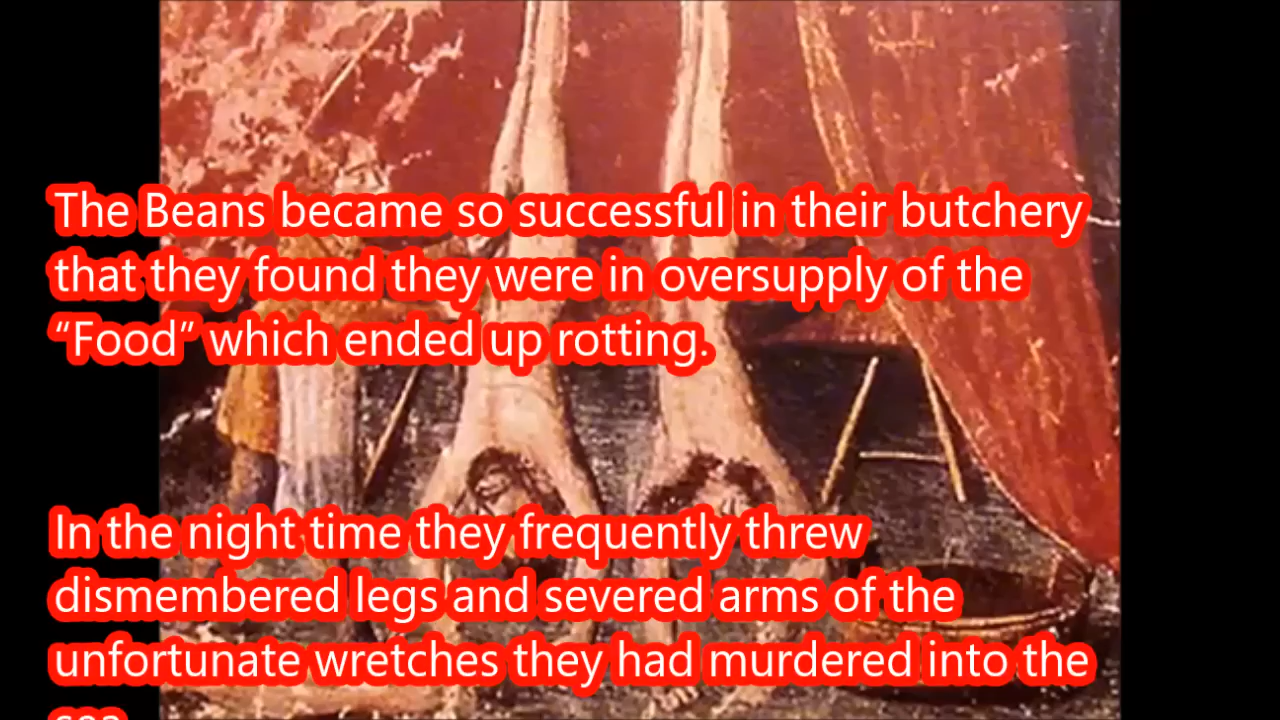 The Beans became so successful in their butchery
that they found they were in oversupply of the
“Food” which ended up rotting.
In the night time they frequently threw
dismembered legs and severed arms of the
unfortunate wretches they had murdered into the